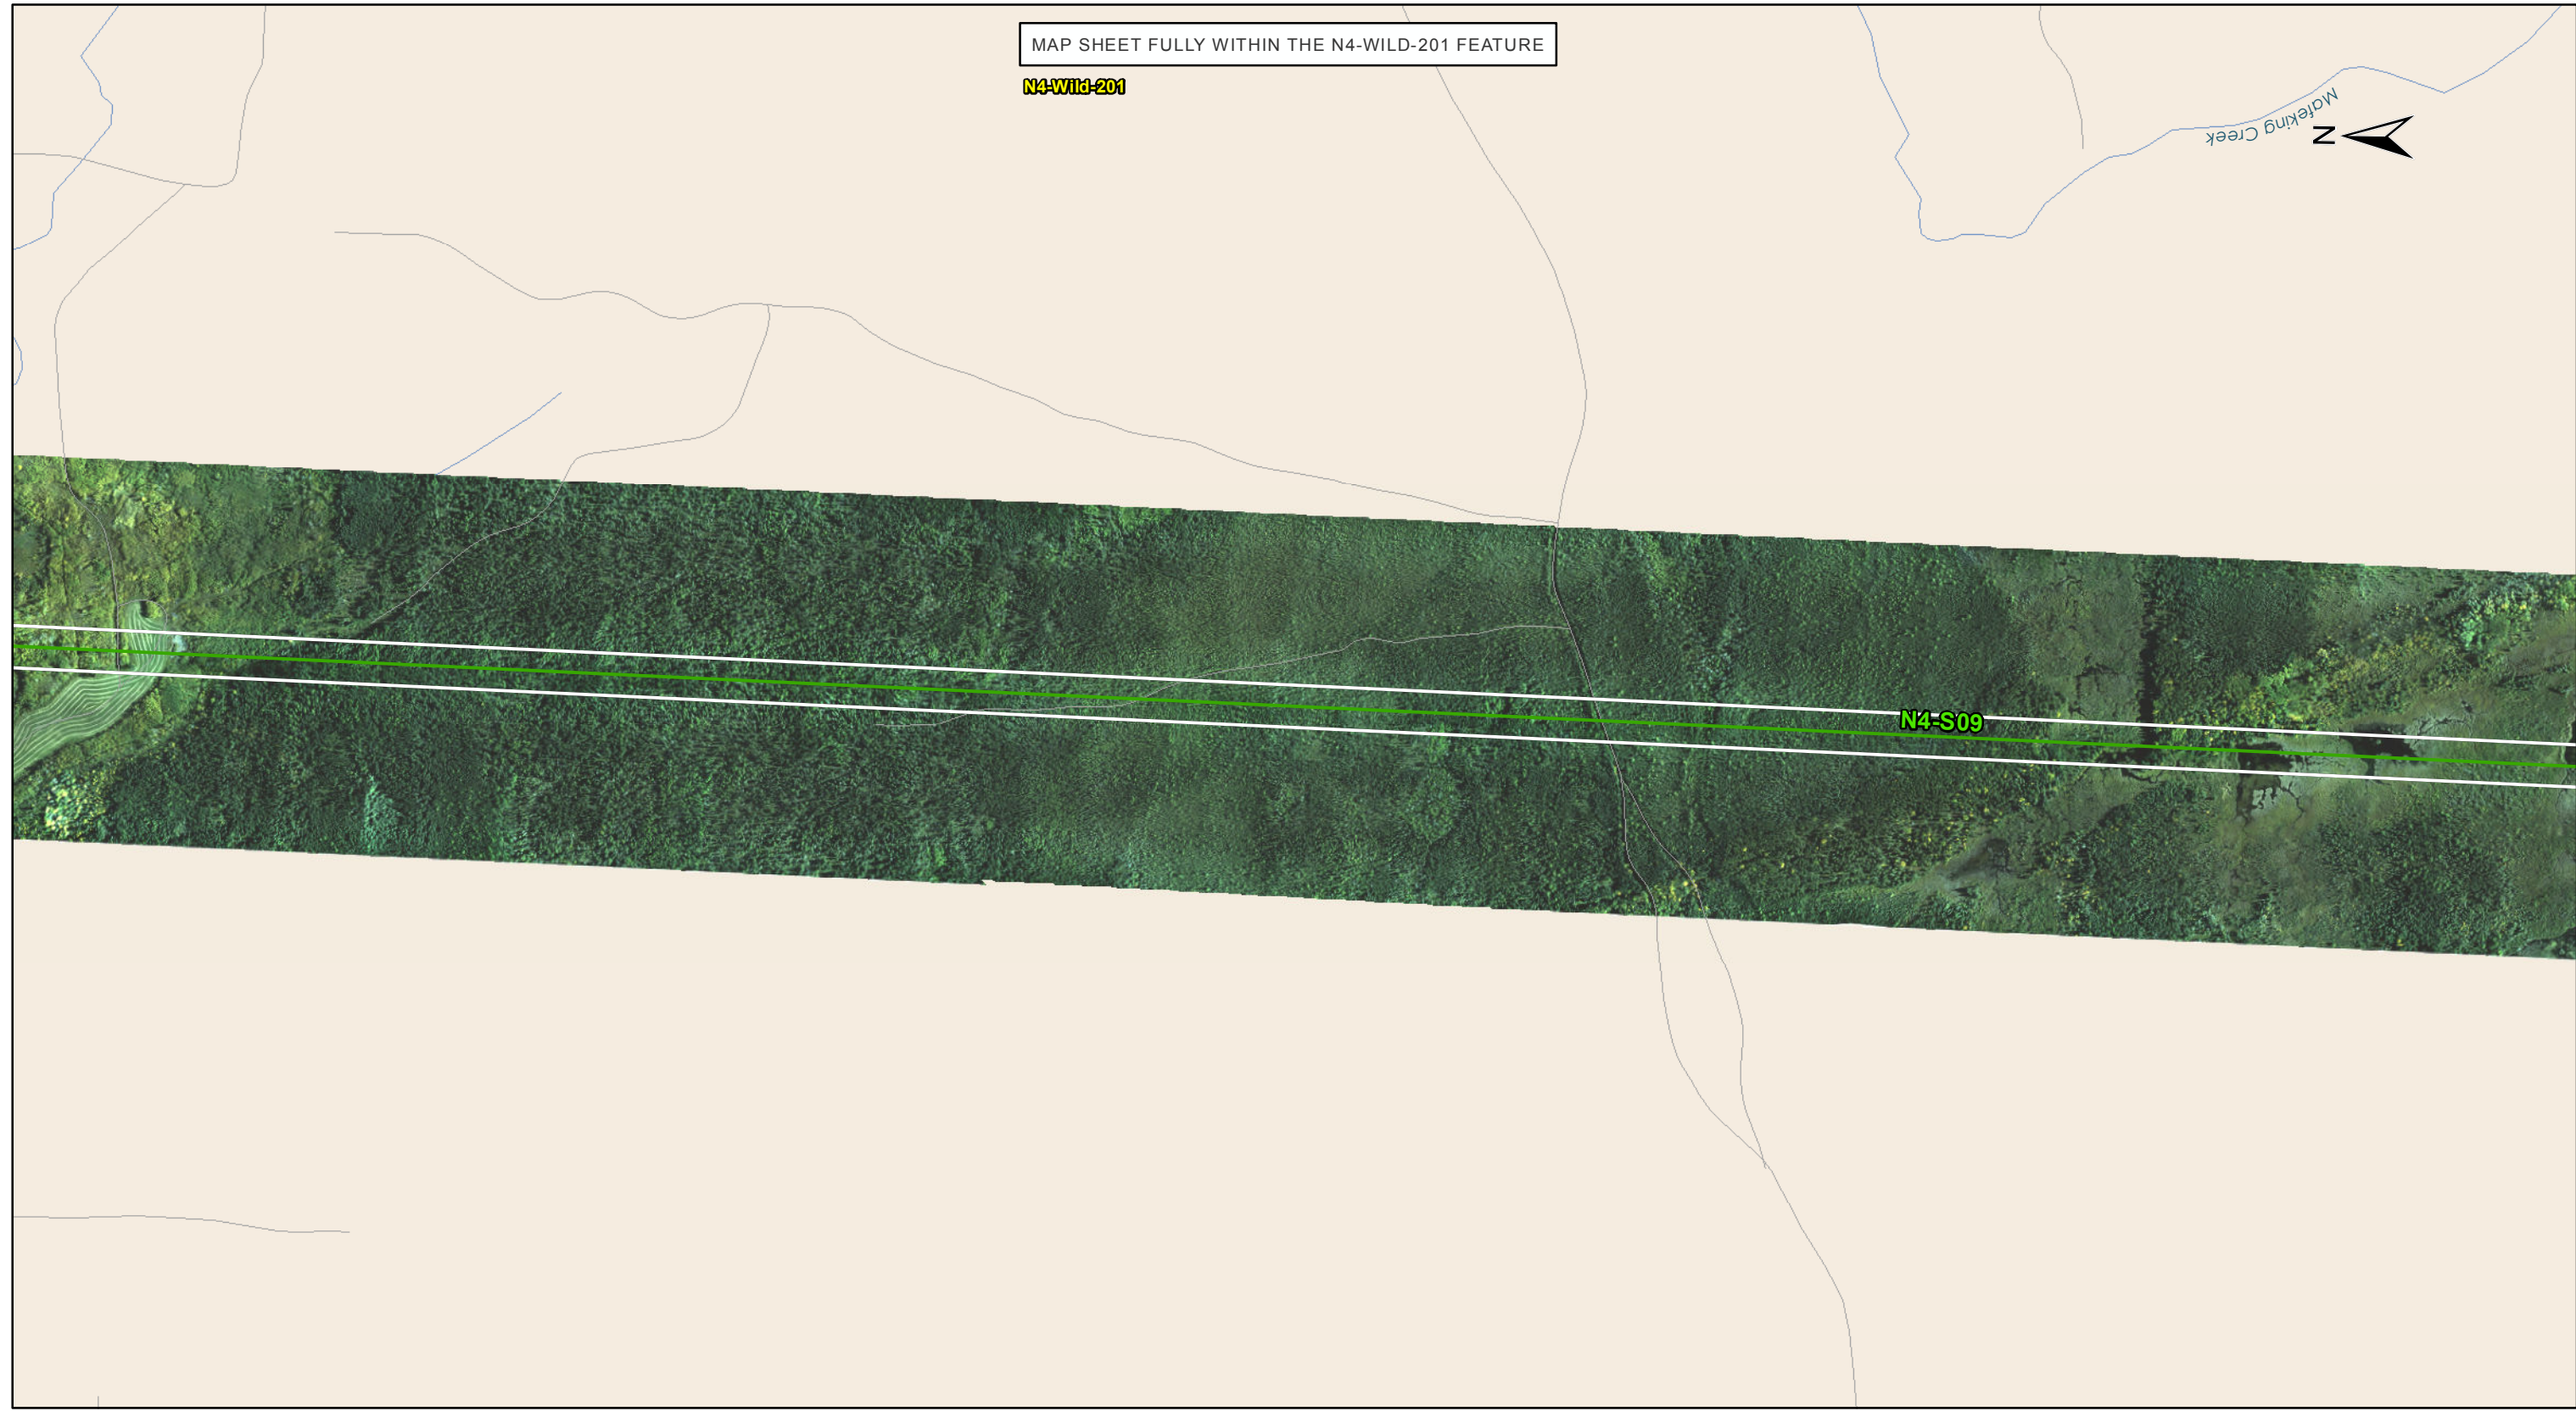 MAP SHEET FULLY WITHIN THE N4-WILD-201 FEATURE
N4-Wild-201
Mafeking Creek
N
N4-S09